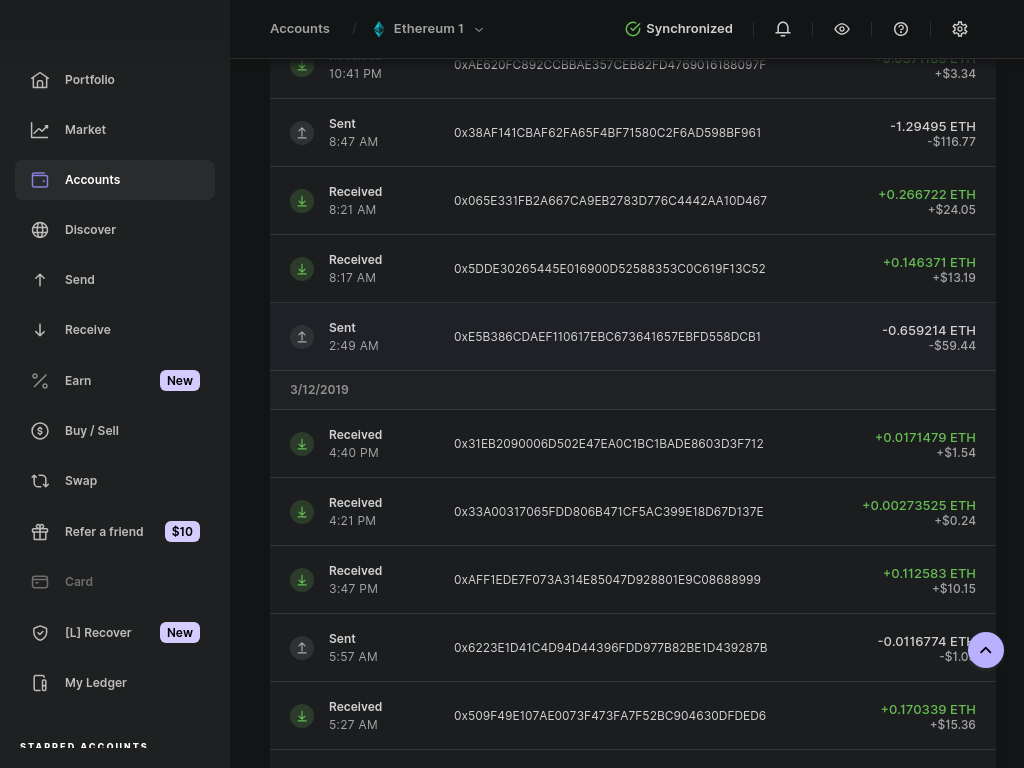 Accounts / Ethereum 1
Synchronized
Portfolio
Market
Accounts
Discover
Send
Receive
Earn New
Buy / Sell
Swap
Refer a friend $10
Card
[L] Recover New
My Ledger
STARRED ACCOUNTS
10:41 PM
0xAE620FC892CCBBAE357CEB82FD4769016188097F
+$3.34
Sent
8:47 AM
0x38AF141CBAF62FA65F4BF71580C2F6AD598BF961
-1.29495 ETH
-$116.77
Received
8:21 AM
0x065E331FB2A667CA9EB2783D776C4442AA10D467
+0.266722 ETH
+$24.05
Received
8:17 AM
0x5DDE30265445E016900D52588353C0C619F13C52
+0.146371 ETH
+$13.19
Sent
2:49 AM
0xE5B386CDAEF110617EBC673641657EBFD558DCB1
-0.659214 ETH
-$59.44
3/12/2019
Received
4:40 PM
0x31EB2090006D502E47EA0C1BC1BADE8603D3F712
+0.0171479 ETH
+$1.54
Received
4:21 PM
0x33A00317065FDD806B471CF5AC399E18D67D137E
+0.00273525 ETH
+$0.24
Received
3:47 PM
0xAFF1EDE7F073A314E85047D928801E9C08688999
+0.112583 ETH
+$10.15
Sent
5:57 AM
0x6223E1D41C4D94D44396FDD977B82BE1D439287B
-0.0116774 ETH
Received
5:27 AM
0x509F49E107AE0073F473FA7F52BC904630DFDED6
+0.170339 ETH
+$15.36